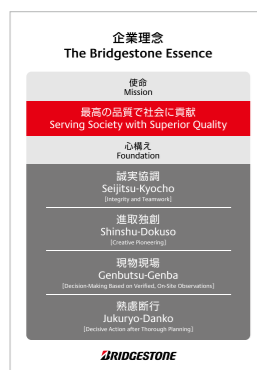 企業理念
The Bridgestone Essence
使命
Mission
最高の品質で社会に貢献
Serving Society with Superior Quality
心構え
Foundation
誠実協調
Seijitsu-Kyocho
[Integrity and Teamwork]
進取独創
Shinshu-Dokuso
[Creative Pioneering]
現物現場
Genbutsu-Genba
[Decision-Making Based on Verified, On-Site Observations]
熟慮断行
Jukuryo-Danko
[Decisive Action after Thorough Planning]
BRIDGESTONE